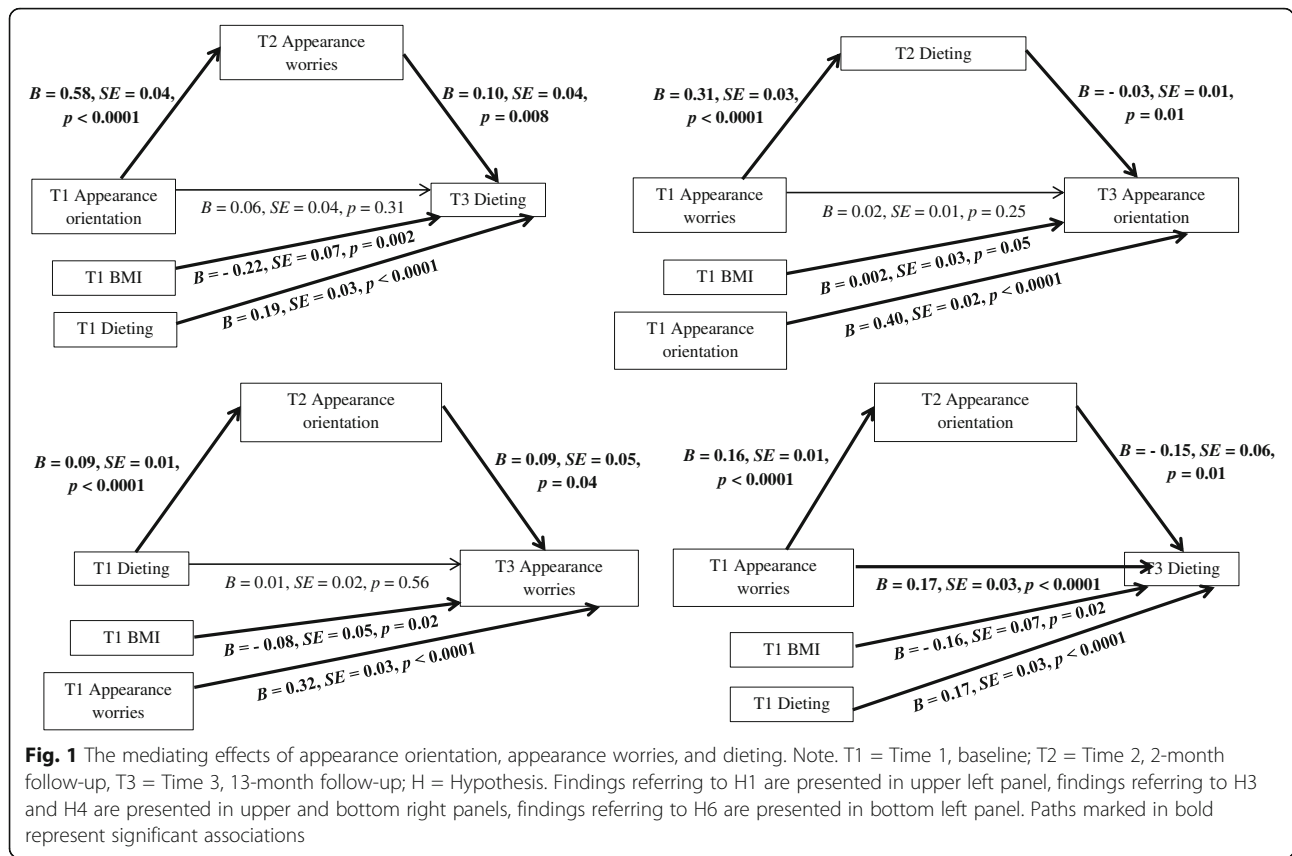 T2 Appearance
worries
B = 0.58, SE = 0.04,
p < 0.0001
B = 0.10, SE = 0.04,
p = 0.008
T1 Appearance
orientation
B = 0.06, SE = 0.04, p = 0.31
T3 Dieting
T1 BMI
B = - 0.22, SE = 0.07, p = 0.002
T1 Dieting
B = 0.19, SE = 0.03, p < 0.0001
T2 Dieting
B = 0.31, SE = 0.03,
p < 0.0001
B = - 0.03, SE = 0.01,
p = 0.01
T1 Appearance
worries
B = 0.02, SE = 0.01, p = 0.25
T3 Appearance
orientation
T1 BMI
B = 0.002, SE = 0.03, p = 0.05
T1 Appearance
orientation
B = 0.40, SE = 0.02, p < 0.0001
T2 Appearance
orientation
B = 0.09, SE = 0.01,
p < 0.0001
B = 0.09, SE = 0.05,
p = 0.04
T1 Dieting
B = 0.01, SE = 0.02, p = 0.56
T3 Appearance
worries
T1 BMI
B = - 0.08, SE = 0.05, p = 0.02
T1 Appearance
worries
B = 0.32, SE = 0.03, p < 0.0001
T2 Appearance
orientation
B = 0.16, SE = 0.01,
p < 0.0001
B = - 0.15, SE = 0.06,
p = 0.01
T1 Appearance
worries
B = 0.17, SE = 0.03, p < 0.0001
T3 Dieting
T1 BMI
B = - 0.16, SE = 0.07, p = 0.02
T1 Dieting
B = 0.17, SE = 0.03, p < 0.0001
Fig. 1 The mediating effects of appearance orientation, appearance worries, and dieting. Note. T1 = Time 1, baseline; T2 = Time 2, 2-month
follow-up, T3 = Time 3, 13-month follow-up; H = Hypothesis. Findings referring to H1 are presented in upper left panel, findings referring to H3
and H4 are presented in upper and bottom right panels, findings referring to H6 are presented in bottom left panel. Paths marked in bold
represent significant associations